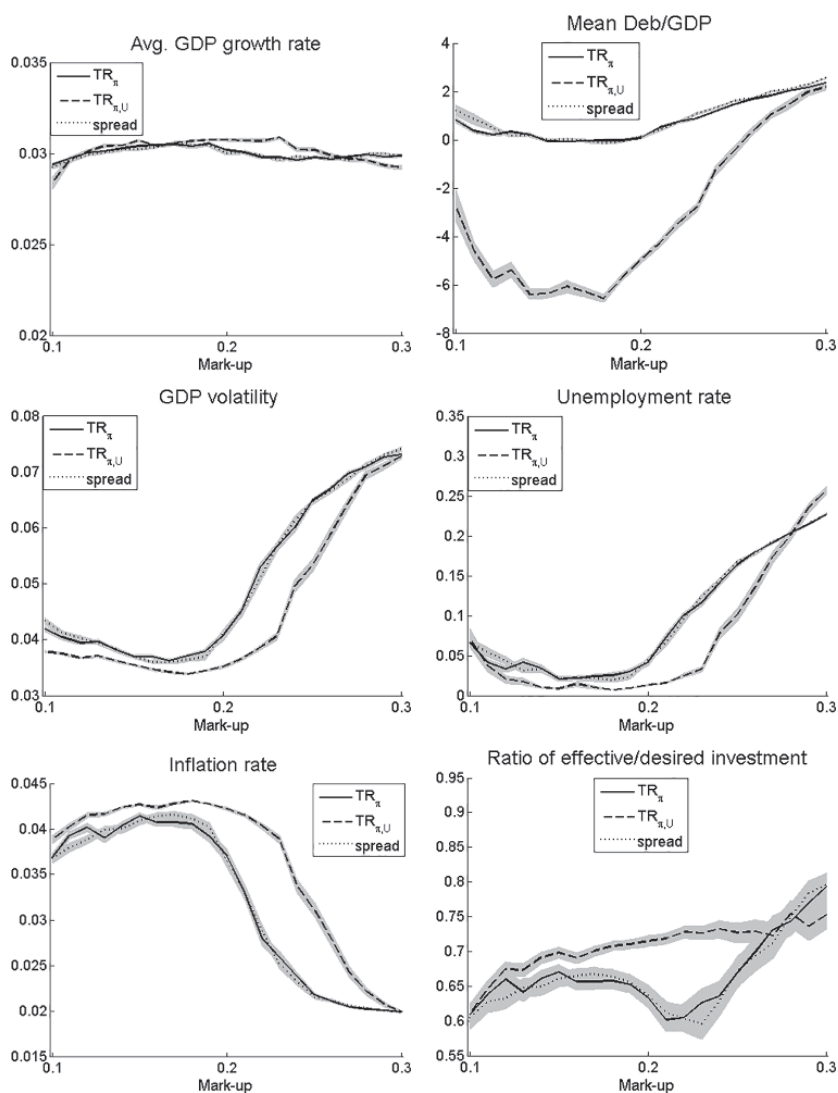 Avg. GDP growth rate
0.035
0.03
0.025
0.02
TRπ
TRπ,U
spread
0.1
0.2
0.3
Mark-up
Mean Deb/GDP
4
2
0
-2
-4
-6
-8
TRπ
TRπ,U
spread
0.1
0.2
0.3
Mark-up
GDP volatility
0.08
0.07
0.06
0.05
0.04
0.03
TRπ
TRπ,U
spread
0.1
0.2
0.3
Mark-up
Unemployment rate
0.35
0.3
0.25
0.2
0.15
0.1
0.05
0
TRπ
TRπ,U
spread
0.1
0.2
0.3
Mark-up
Inflation rate
0.045
0.04
0.035
0.03
0.025
0.02
0.015
TRπ
TRπ,U
spread
0.1
0.2
0.3
Mark-up
Ratio of effective/desired investment
0.95
0.9
0.85
0.8
0.75
0.7
0.65
0.6
0.55
TRπ
TRπ,U
spread
0.1
0.2
0.3
Mark-up